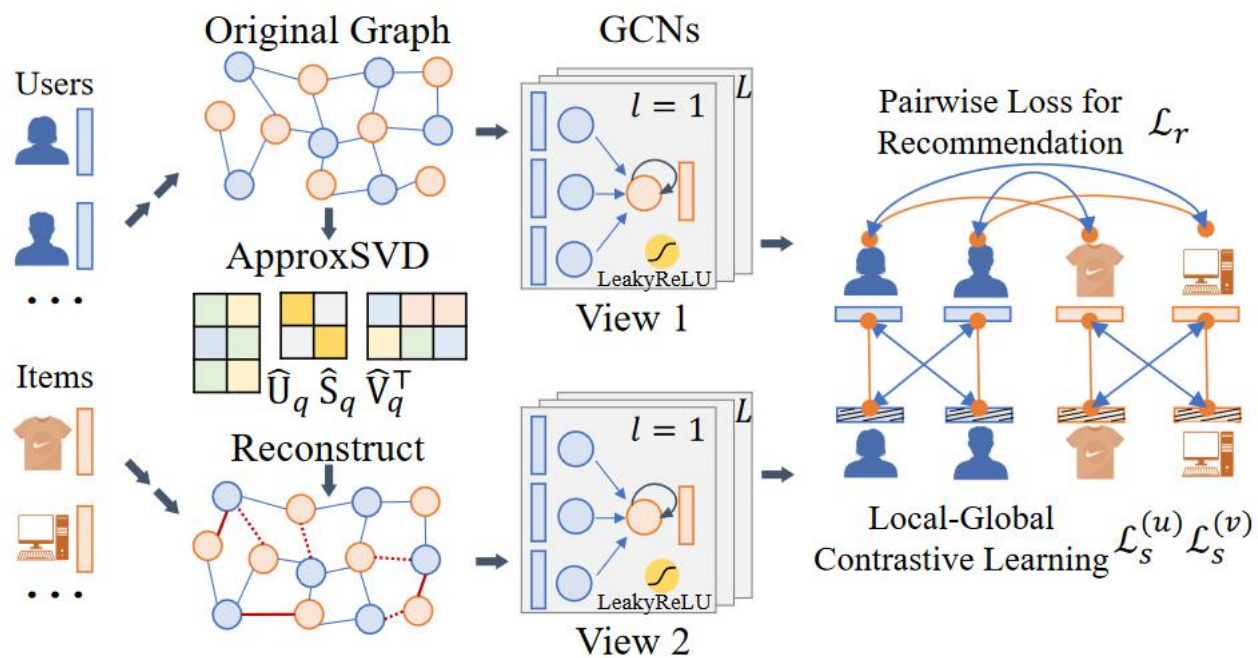 Original Graph
GCNs
Users
l = 1
L
Pairwise Loss for
Recommendation
ℒ_r
ApproxSVD
LeakyReLU
View 1
• • •
Û_q Ŝ_q V̂_q^⊤
Items
l = 1
L
Reconstruct
Local-Global
Contrastive Learning
ℒ_s^(u) ℒ_s^(v)
LeakyReLU
• • •
View 2